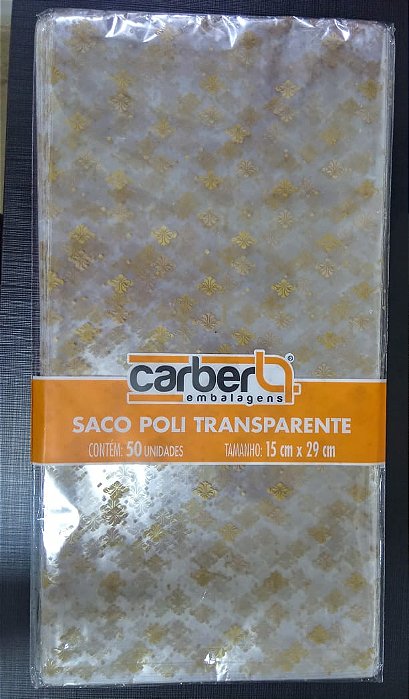 carber
embalagens
SACO POLI TRANSPARENTE
CONTÉM: 50 UNIDADES TAMANHO: 15 cm x 29 cm